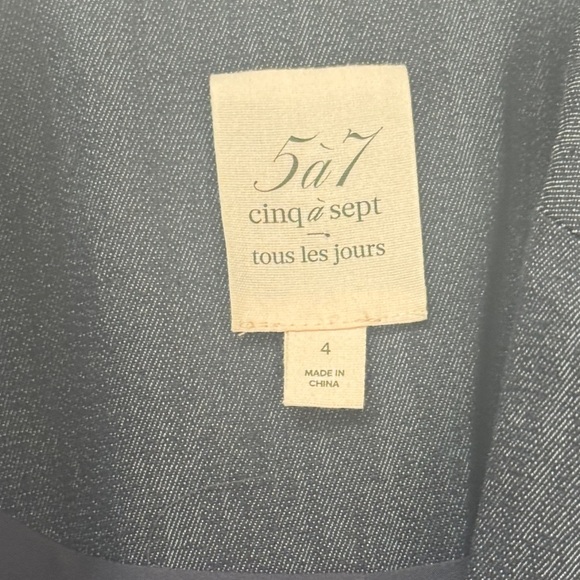 5à7
cinq à sept
tous les jours
4
MADE IN
CHINA